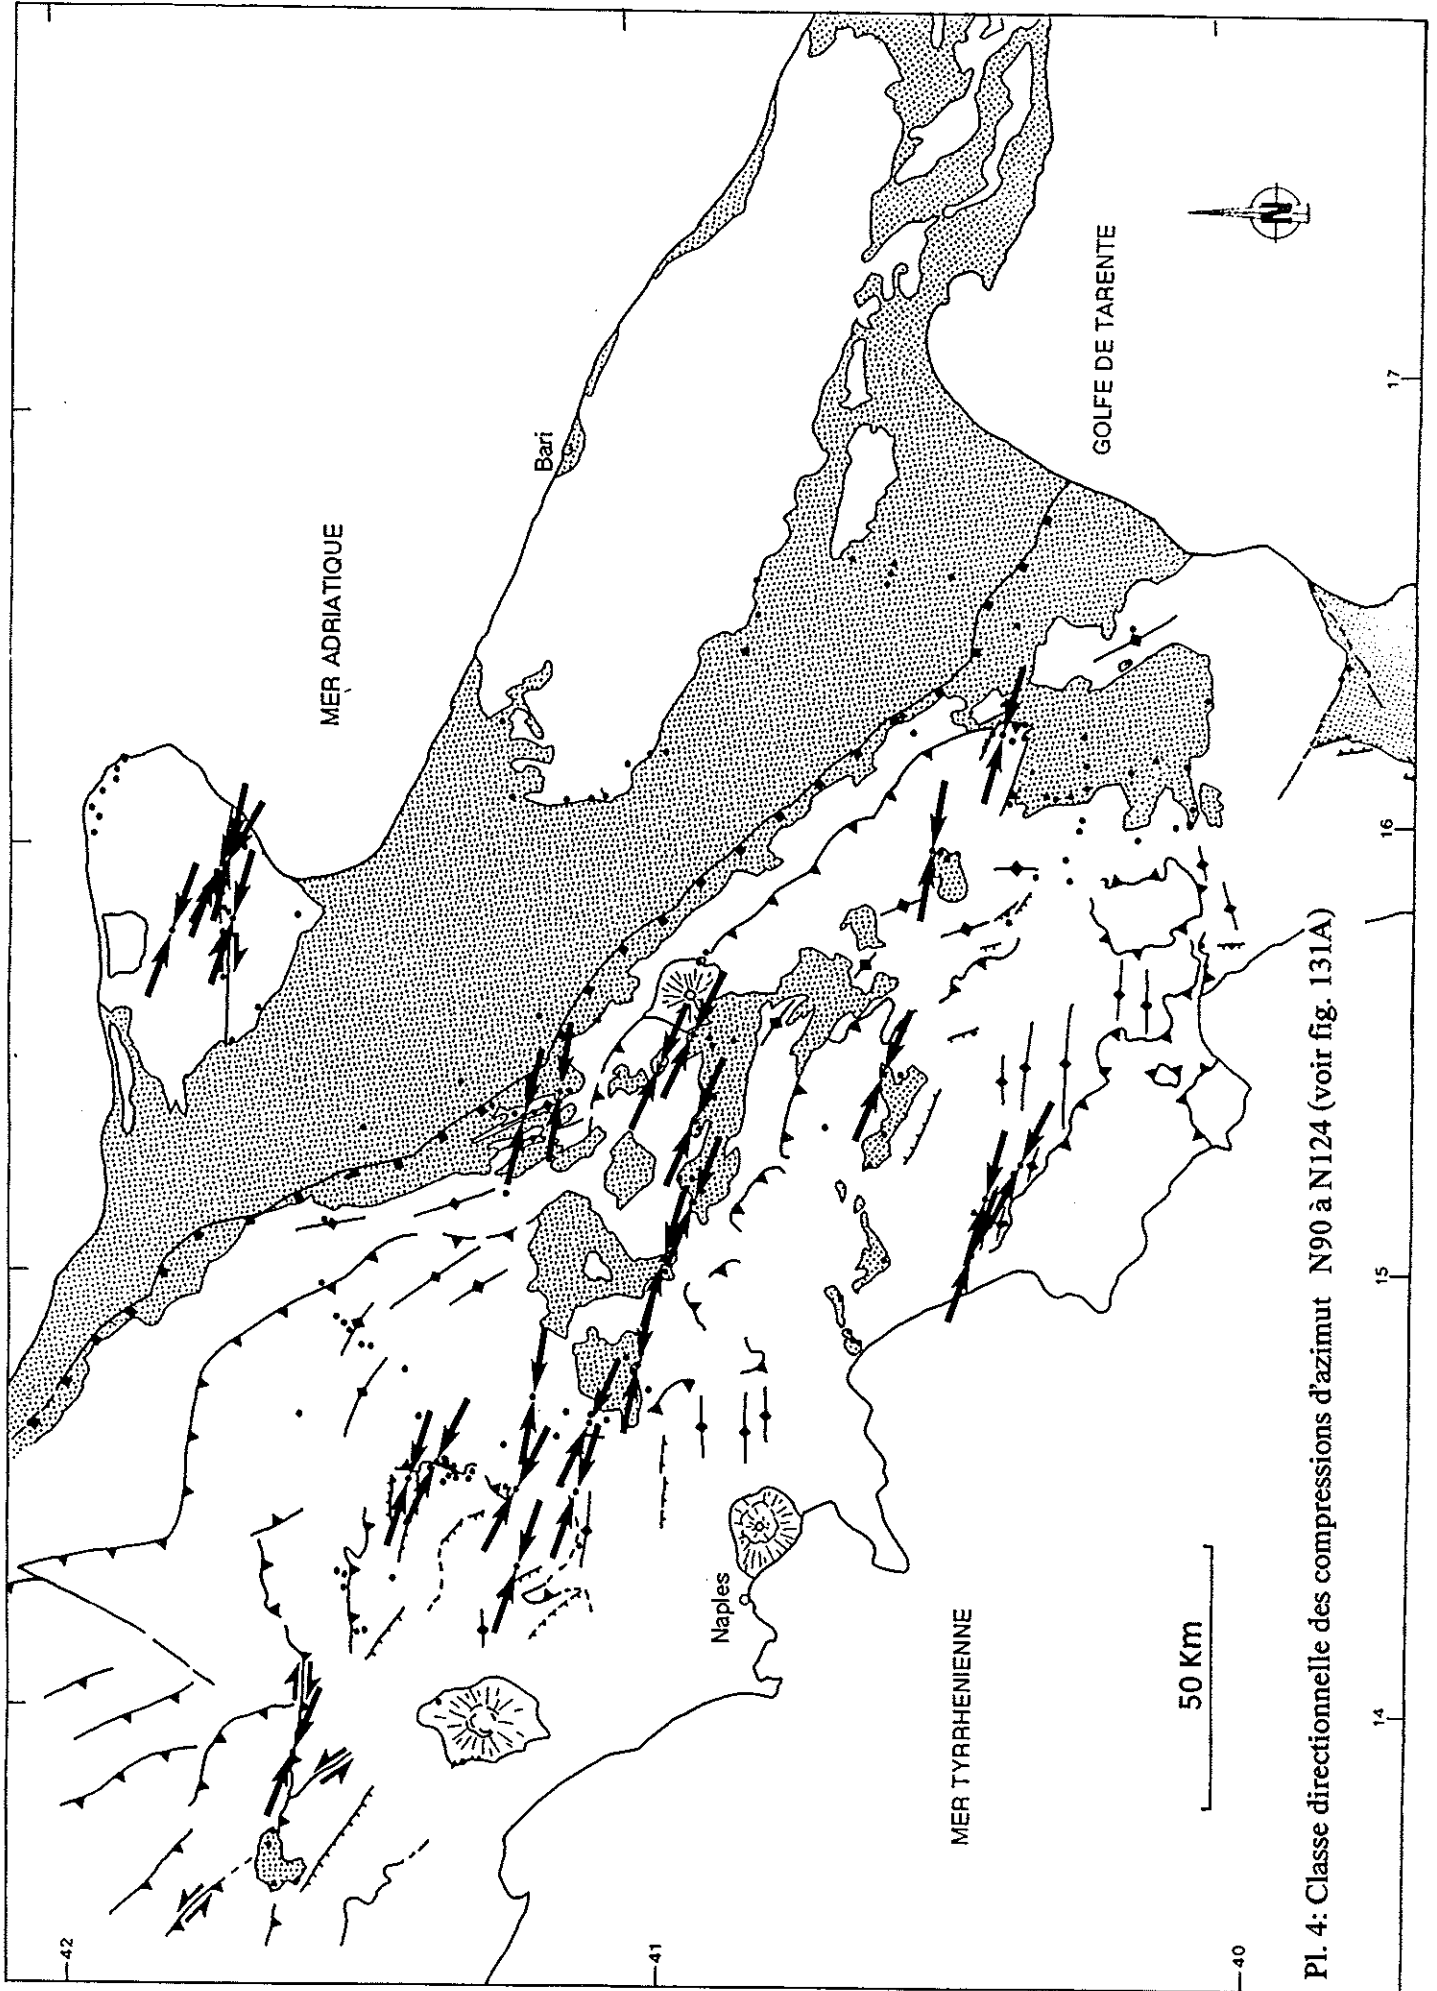 42
41
40
14
15
16
17
MER ADRIATIQUE
Bari
GOLFE DE TARENTE
N
Naples
MER TYRRHENIENNE
50 Km
Pl. 4: Classe directionnelle des compressions d'azimut N90 à N124 (voir fig. 131A)